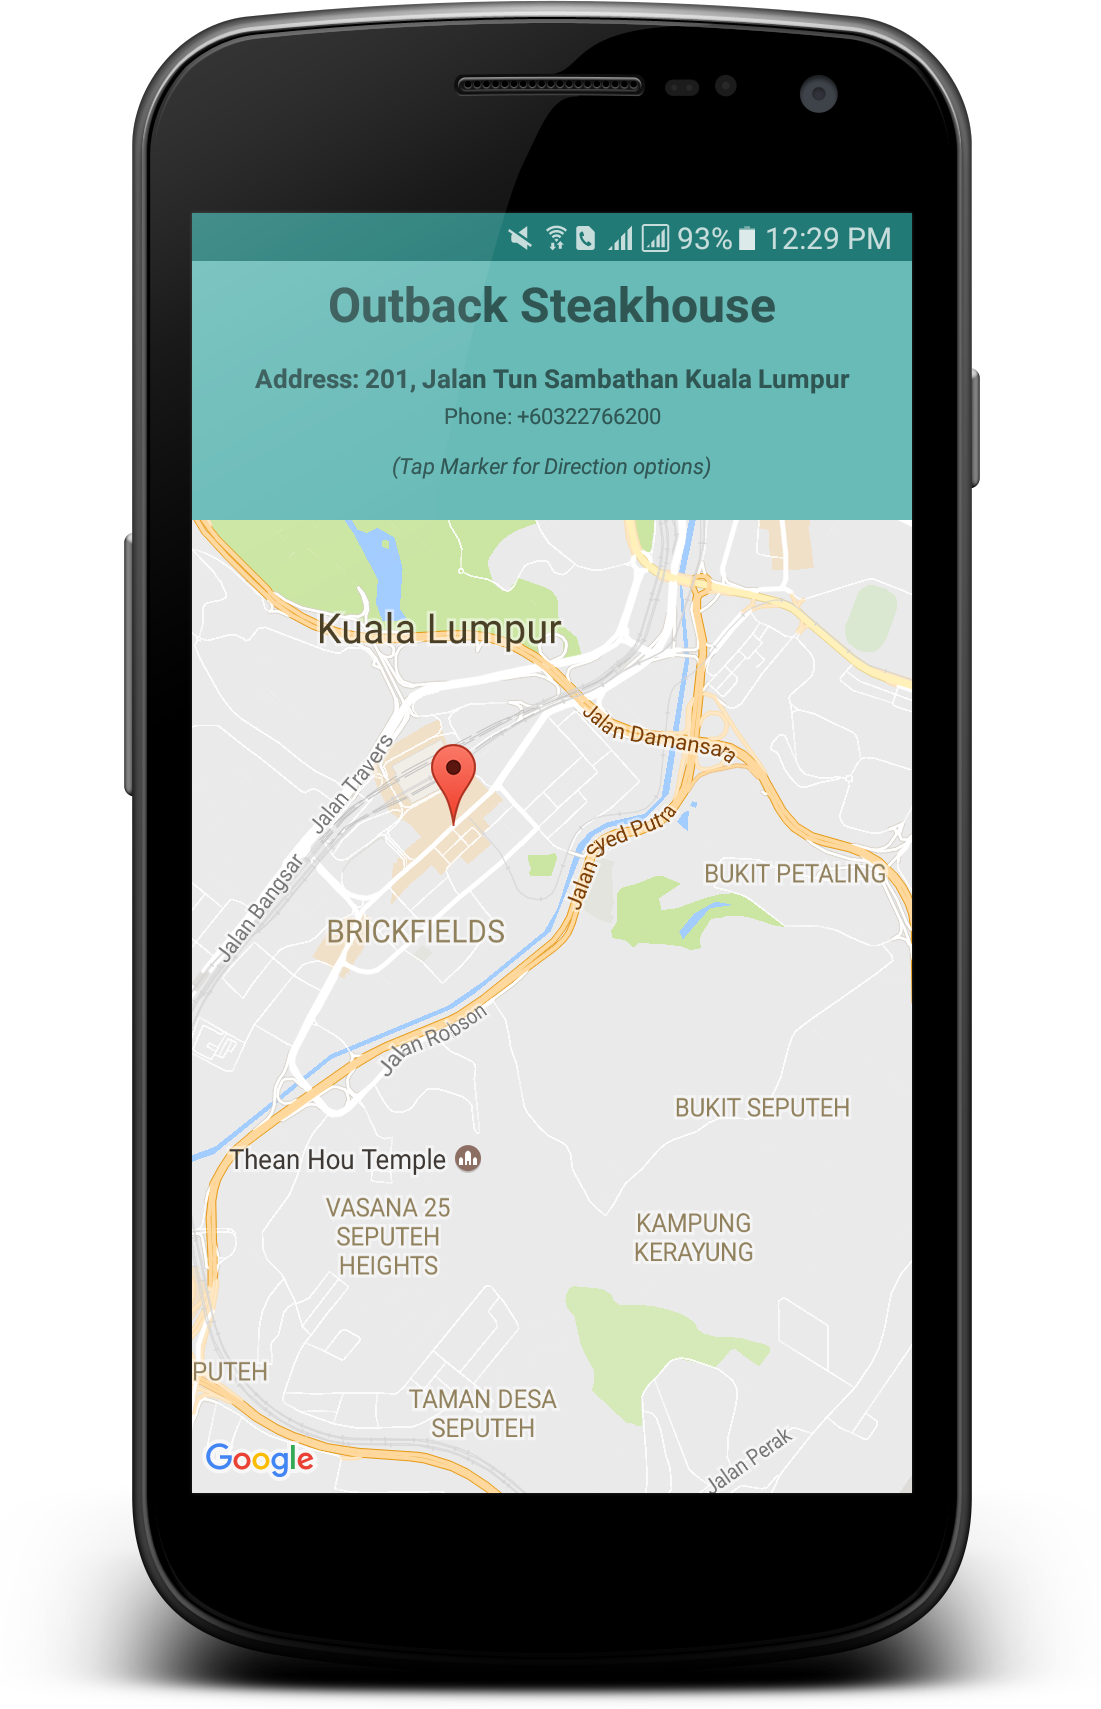 93% 12:29 PM
Outback Steakhouse
Address: 201, Jalan Tun Sambathan Kuala Lumpur
Phone: +60322766200
(Tap Marker for Direction options)
Kuala Lumpur
Jalan Damansara
Jalan Travers
Jalan Syed Putra
Jalan Bangsar
BUKIT PETALING
BRICKFIELDS
Jalan Robson
BUKIT SEPUTEH
Thean Hou Temple
VASANA 25
SEPUTEH
HEIGHTS
KAMPUNG
KERAYUNG
PUTEH
TAMAN DESA
SEPUTEH
Jalan Perak
Google